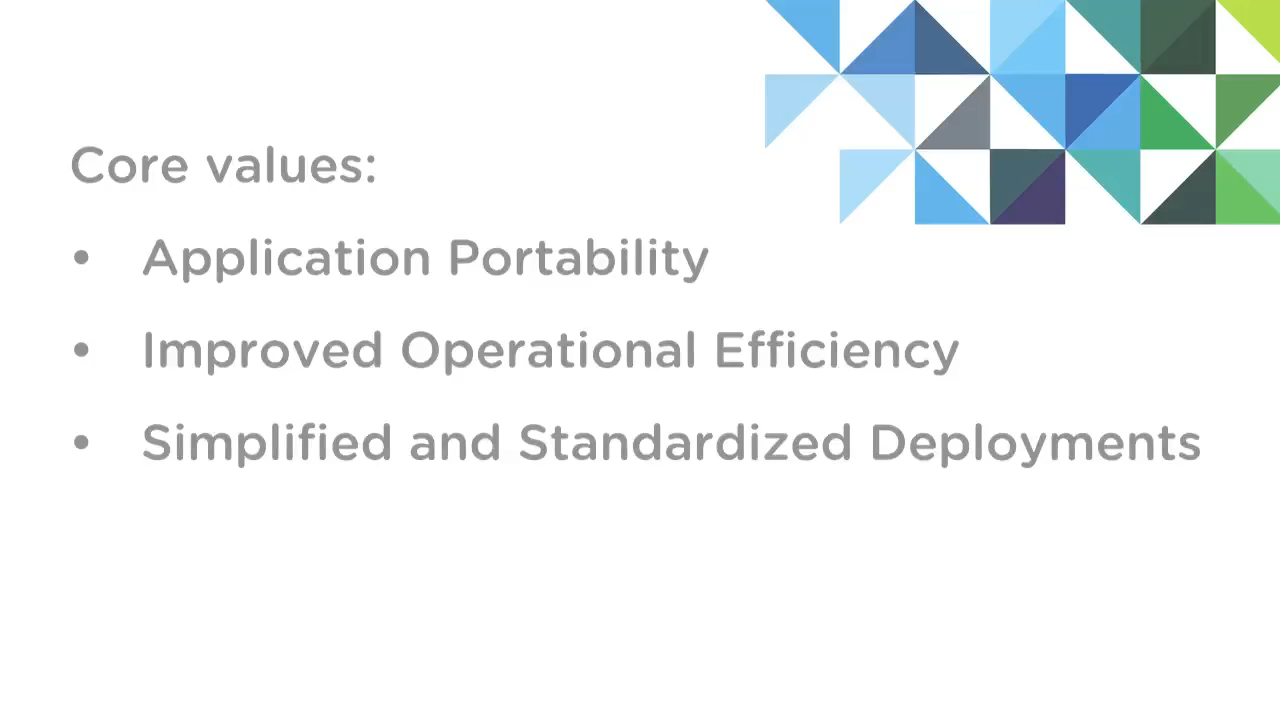 Core values:
• Application Portability
• Improved Operational Efficiency
• Simplified and Standardized Deployments